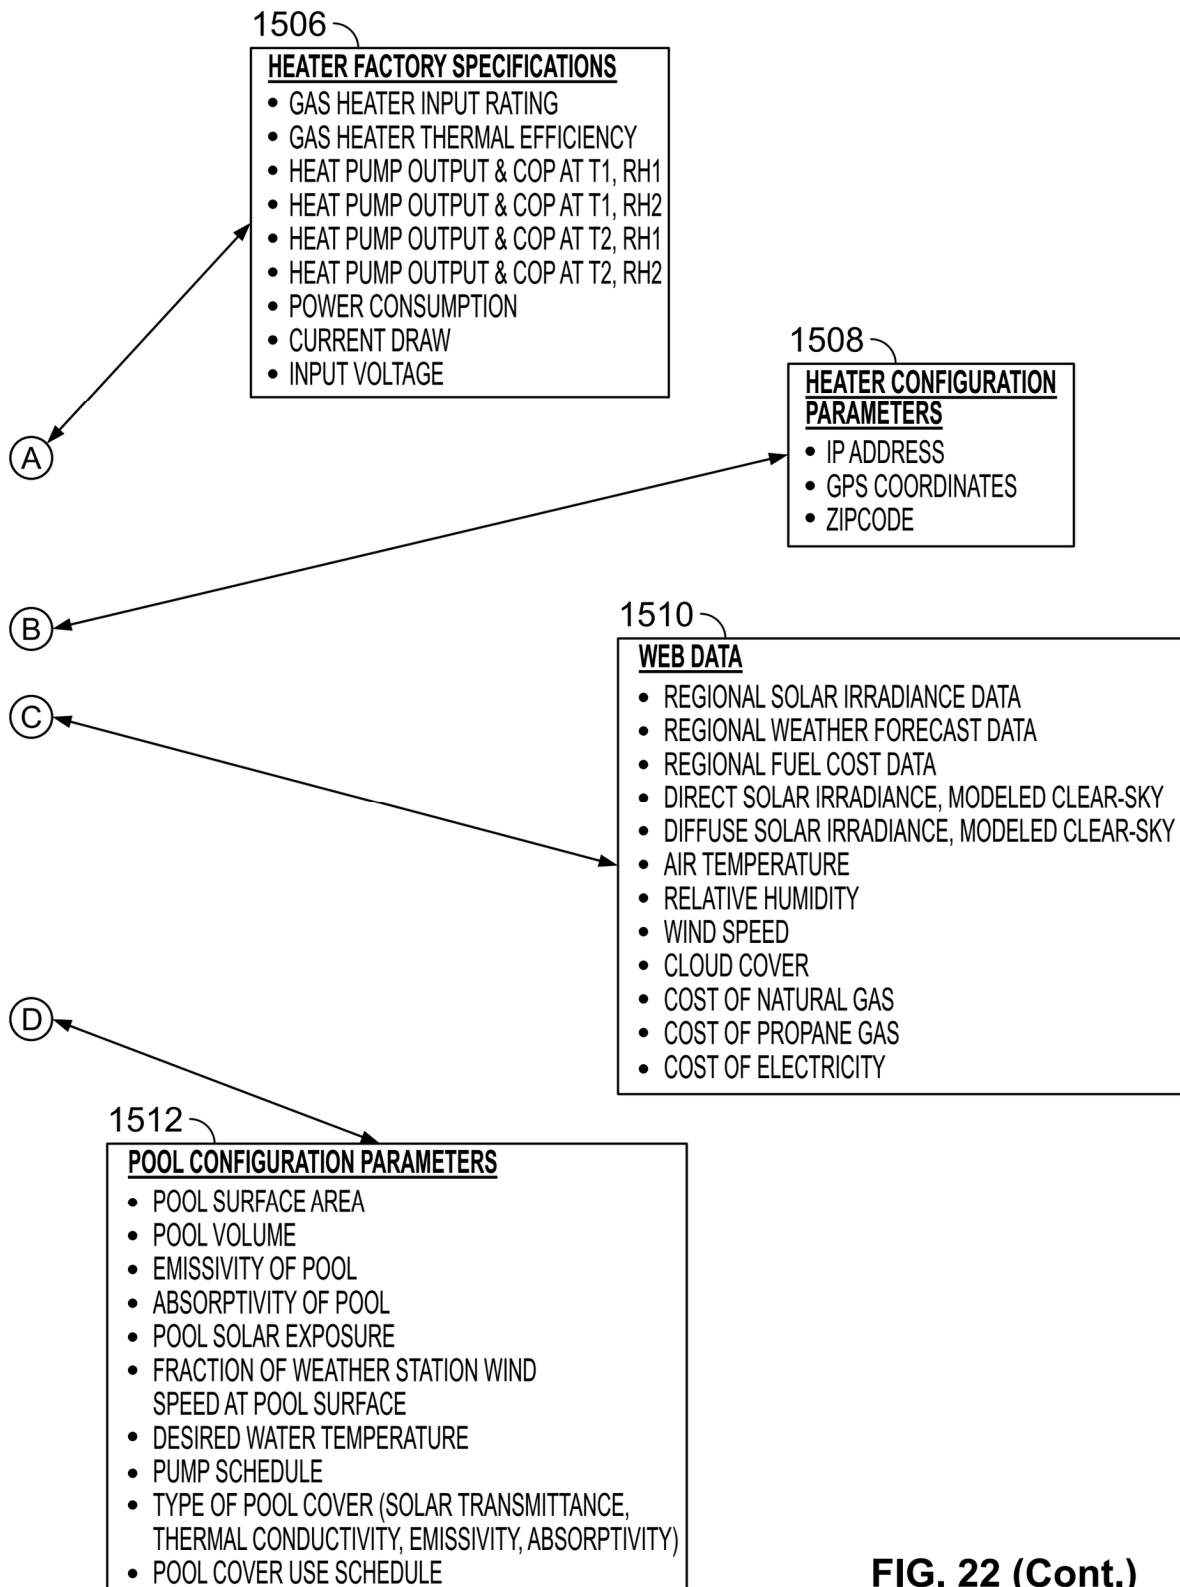 1506
HEATER FACTORY SPECIFICATIONS
• GAS HEATER INPUT RATING
• GAS HEATER THERMAL EFFICIENCY
• HEAT PUMP OUTPUT & COP AT T1, RH1
• HEAT PUMP OUTPUT & COP AT T1, RH2
• HEAT PUMP OUTPUT & COP AT T2, RH1
• HEAT PUMP OUTPUT & COP AT T2, RH2
• POWER CONSUMPTION
• CURRENT DRAW
• INPUT VOLTAGE
1508
HEATER CONFIGURATION
PARAMETERS
• IP ADDRESS
• GPS COORDINATES
• ZIPCODE
A
B
1510
WEB DATA
• REGIONAL SOLAR IRRADIANCE DATA
• REGIONAL WEATHER FORECAST DATA
• REGIONAL FUEL COST DATA
• DIRECT SOLAR IRRADIANCE, MODELED CLEAR-SKY
• DIFFUSE SOLAR IRRADIANCE, MODELED CLEAR-SKY
• AIR TEMPERATURE
• RELATIVE HUMIDITY
• WIND SPEED
• CLOUD COVER
• COST OF NATURAL GAS
• COST OF PROPANE GAS
• COST OF ELECTRICITY
C
D
1512
POOL CONFIGURATION PARAMETERS
• POOL SURFACE AREA
• POOL VOLUME
• EMISSIVITY OF POOL
• ABSORPTIVITY OF POOL
• POOL SOLAR EXPOSURE
• FRACTION OF WEATHER STATION WIND
SPEED AT POOL SURFACE
• DESIRED WATER TEMPERATURE
• PUMP SCHEDULE
• TYPE OF POOL COVER (SOLAR TRANSMITTANCE,
THERMAL CONDUCTIVITY, EMISSIVITY, ABSORPTIVITY)
• POOL COVER USE SCHEDULE
FIG. 22 (Cont.)